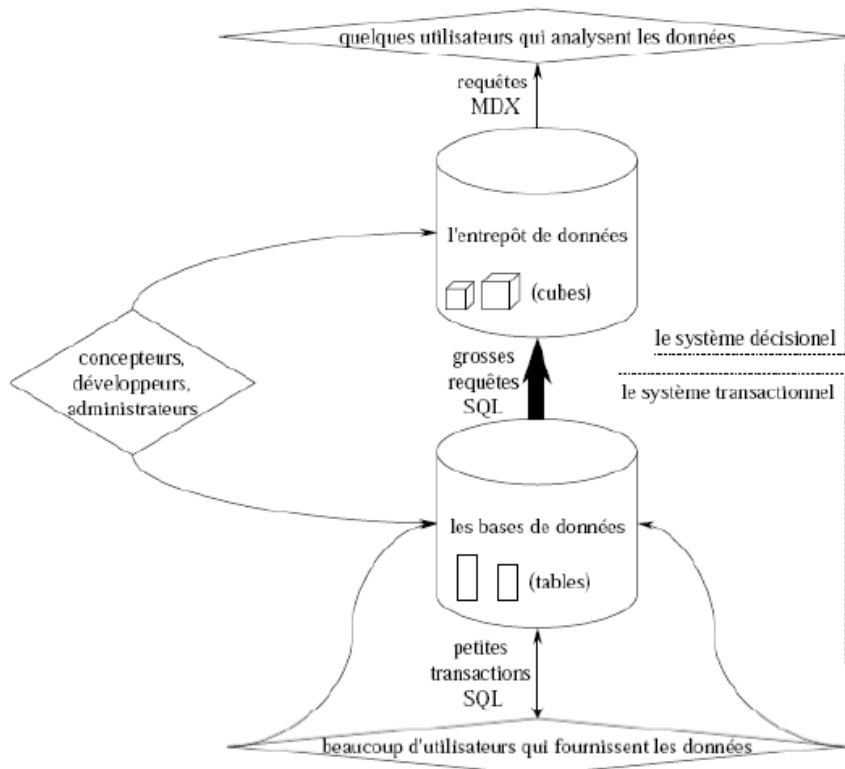 quelques utilisateurs qui analysent les données
requêtes
MDX
l'entrepôt de données
(cubes)
le système décisionel
grosses
requêtes
SQL
le système transactionnel
concepteurs,
développeurs,
administrateurs
les bases de données
(tables)
petites
transactions
SQL
beaucoup d'utilisateurs qui fournissent les données